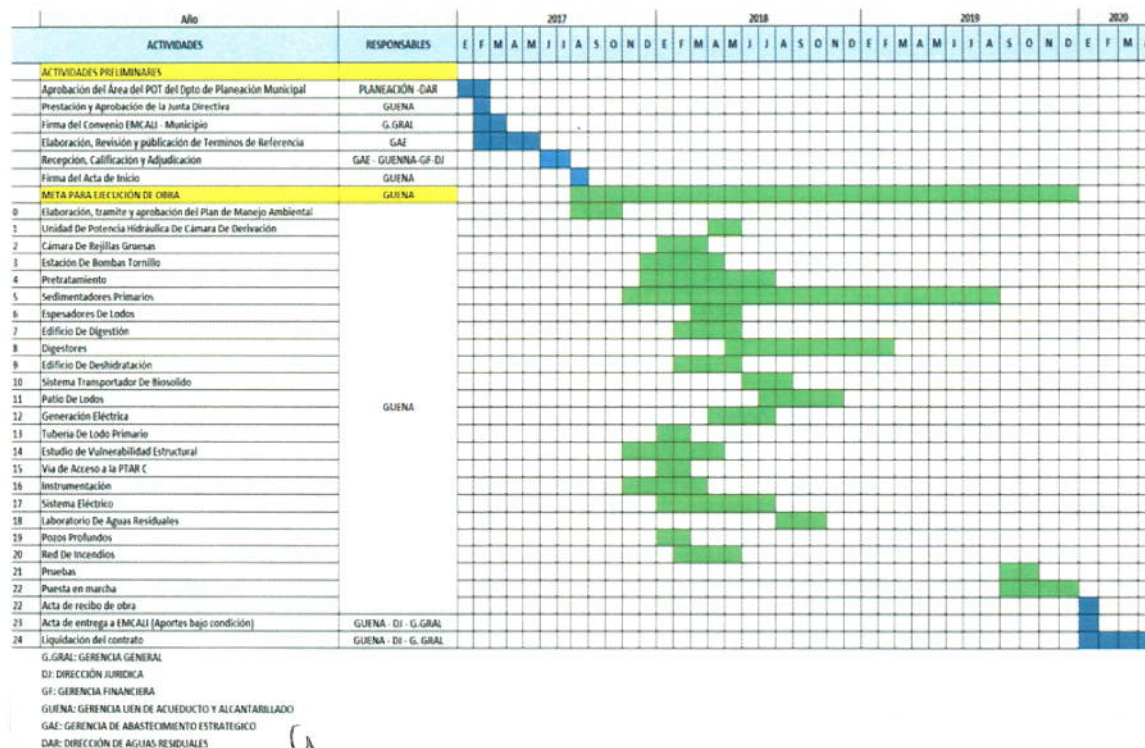 Año 2017 2018 2019 2020
ACTIVIDADES RESPONSABLES E F M A M J J A S O N D E F M A M J J A S O N D E F M A M J J A S O N D E F M
ACTIVIDADES PRELIMINARES
Aprobación del Área del POT del Dpto de Planeación Municipal PLANEACIÓN -DAR
Prestación y Aprobación de la Junta Directiva GUENA
Firma del Convenio EMCALI - Municipio G.GRAL
Elaboración, Revisión y públicación de Terminos de Referencia GAE
Recepción, Calificación y Adjudicación GAE - GUENNA-GF-DJ
Firma del Acta de Inicio GUENA
META PARA EJECUCIÓN DE OBRA GUENA
0 Elaboración, tramite y aprobación del Plan de Manejo Ambiental
1 Unidad De Potencia Hidráulica De Cámara De Derivación
2 Cámara De Rejillas Gruesas
3 Estación De Bombas Tornillo
4 Pretratamiento
5 Sedimentadores Primarios
6 Espesadores De Lodos
7 Edificio De Digestión
8 Digestores
9 Edificio De Deshidratación
10 Sistema Transportador De Biosolido
11 Patio De Lodos
GUENA
12 Generación Eléctrica
13 Tuberia De Lodo Primario
14 Estudio de Vulnerabilidad Estructural
15 Via de Acceso a la PTAR C
16 Instrumentación
17 Sistema Eléctrico
18 Laboratorio De Aguas Residuales
19 Pozos Profundos
20 Red De Incendios
21 Pruebas
22 Puesta en marcha
22 Acta de recibo de obra
23 Acta de entrega a EMCALI (Aportes bajo condición) GUENA - DJ - G.GRAL
24 Liquidación del contrato GUENA - DJ - G. GRAL
G.GRAL: GERENCIA GENERAL
DJ: DIRECCIÓN JURIDICA
GF: GERENCIA FINANCIERA
GUENA: GERENCIA UEN DE ACUEDUCTO Y ALCANTARILLADO
GAE: GERENCIA DE ABASTECIMIENTO ESTRATEGICO
DAR: DIRECCIÓN DE AGUAS RESIDUALES